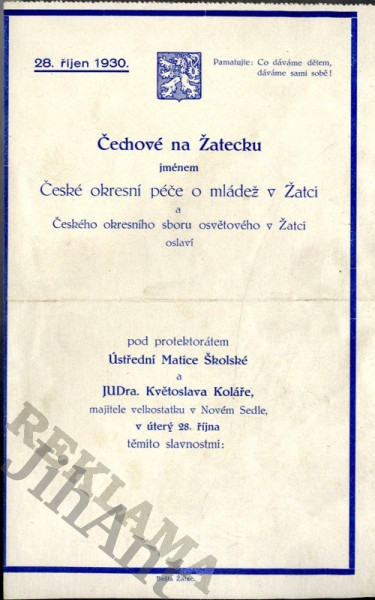 28. říjen 1930.
Pamatujte: Co dáváme dětem,
dáváme sami sobě!
Čechové na Žatecku
jménem
České okresní péče o mládež v Žatci
a
Českého okresního sboru osvětového v Žatci
oslaví
pod protektorátem
Ústřední Matice Školské
a
JUDra. Květoslava Koláře,
majitele velkostatku v Novém Sedle,
v úterý 28. října
těmito slavnostmi:
REKLAMA
JihAnt
Žatec.